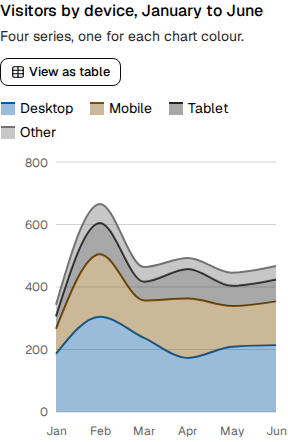 Visitors by device, January to June
Four series, one for each chart colour.
View as table
Desktop Mobile Tablet
Other
800
600
400
200
0
Jan Feb Mar Apr May Jun